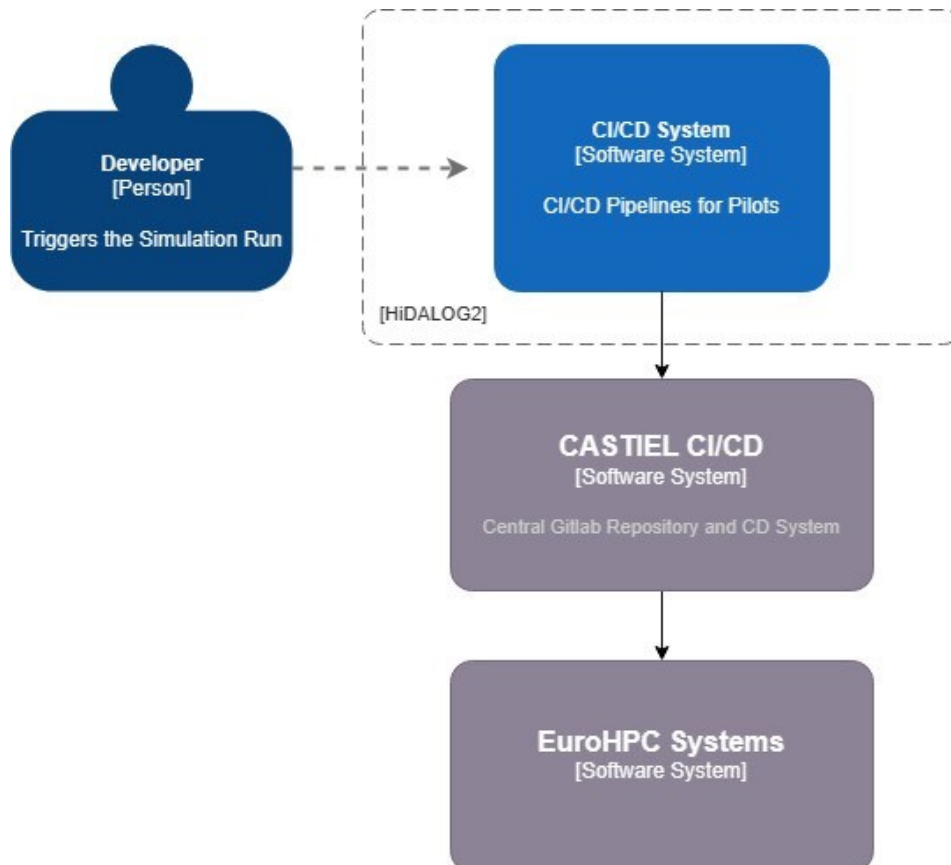 Developer
[Person]
Triggers the Simulation Run
CI/CD System
[Software System]
CI/CD Pipelines for Pilots
[HiDALOG2]
CASTIEL CI/CD
[Software System]
Central Gitlab Repository and CD System
EuroHPC Systems
[Software System]